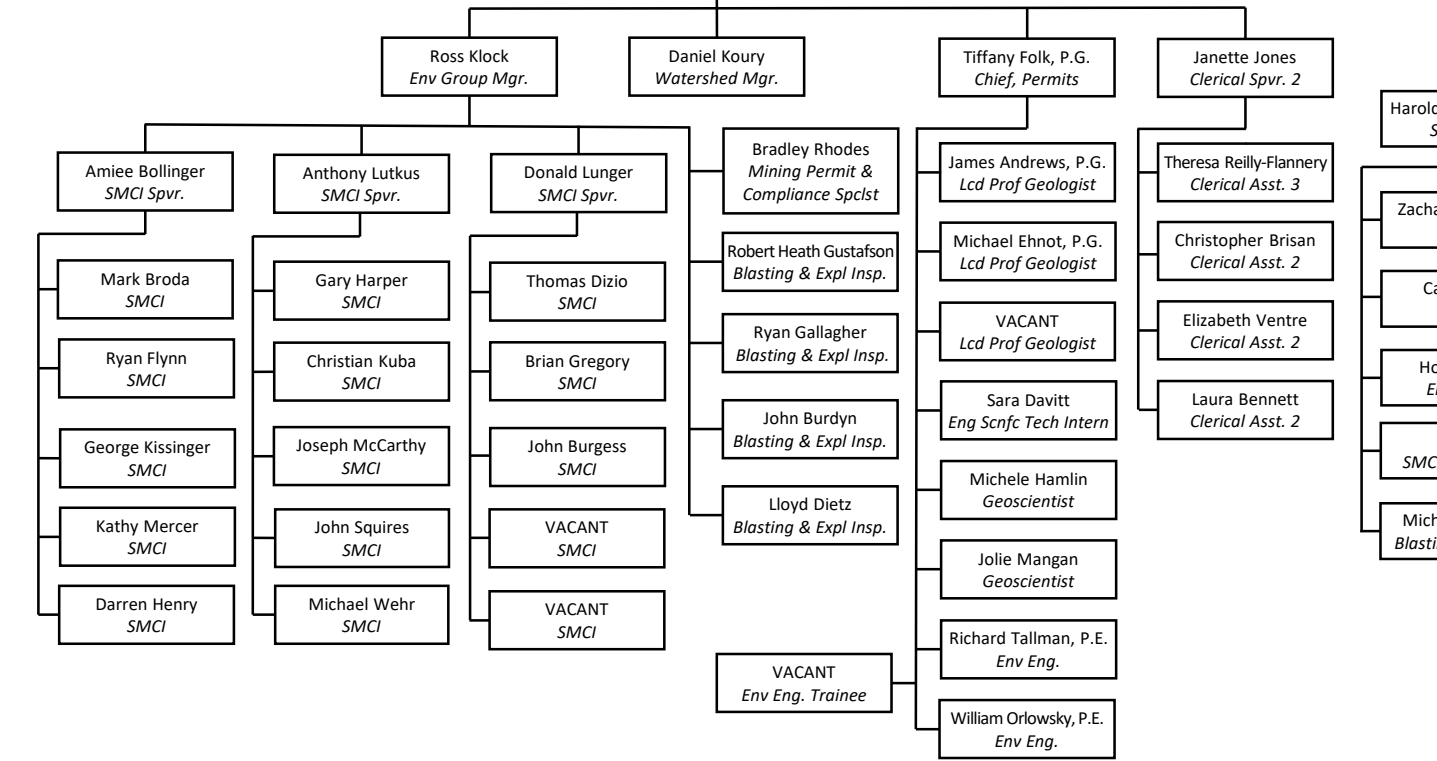 Ross Klock
Env Group Mgr.
Daniel Koury
Watershed Mgr.
Tiffany Folk, P.G.
Chief, Permits
Janette Jones
Clerical Spvr. 2
Amiee Bollinger
SMCI Spvr.
Mark Broda
SMCI
Ryan Flynn
SMCI
George Kissinger
SMCI
Kathy Mercer
SMCI
Darren Henry
SMCI
Anthony Lutkus
SMCI Spvr.
Gary Harper
SMCI
Christian Kuba
SMCI
Joseph McCarthy
SMCI
John Squires
SMCI
Michael Wehr
SMCI
Donald Lunger
SMCI Spvr.
Thomas Dizio
SMCI
Brian Gregory
SMCI
John Burgess
SMCI
VACANT
SMCI
VACANT
SMCI
Bradley Rhodes
Mining Permit &
Compliance Spclst
Robert Heath Gustafson
Blasting & Expl Insp.
Ryan Gallagher
Blasting & Expl Insp.
John Burdyn
Blasting & Expl Insp.
Lloyd Dietz
Blasting & Expl Insp.
James Andrews, P.G.
Lcd Prof Geologist
Michael Ehnot, P.G.
Lcd Prof Geologist
VACANT
Lcd Prof Geologist
Sara Davitt
Eng Scnfc Tech Intern
Michele Hamlin
Geoscientist
Jolie Mangan
Geoscientist
Richard Tallman, P.E.
Env Eng.
VACANT
Env Eng. Trainee
William Orlowsky, P.E.
Env Eng.
Theresa Reilly-Flannery
Clerical Asst. 3
Christopher Brisan
Clerical Asst. 2
Elizabeth Ventre
Clerical Asst. 2
Laura Bennett
Clerical Asst. 2
Harold